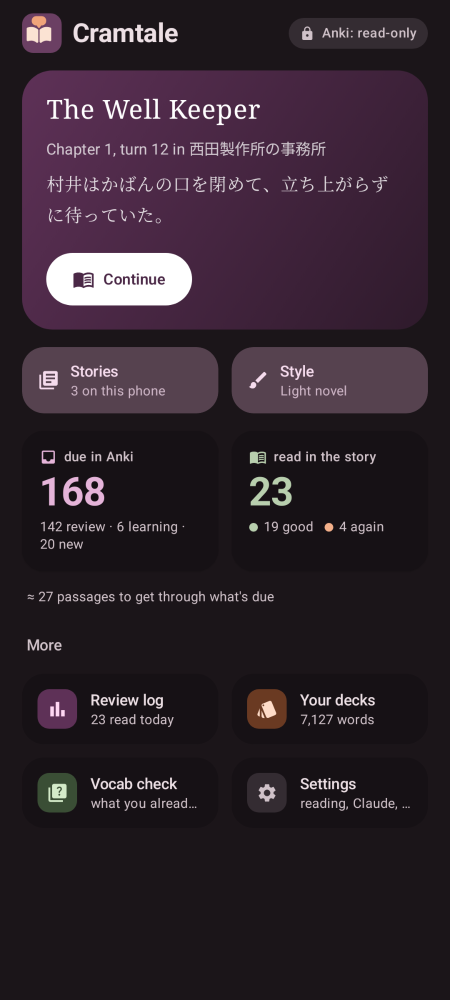 Cramtale
Anki: read-only
The Well Keeper
Chapter 1, turn 12 in 西田製作所の事務所
村井はかばんの口を閉めて、立ち上がらず
に待っていた。
Continue
Stories
3 on this phone
Style
Light novel
due in Anki
168
142 review · 6 learning ·
20 new
read in the story
23
19 good
4 again
≈ 27 passages to get through what's due
More
Review log
23 read today
Your decks
7,127 words
Vocab check
what you alread…
Settings
reading, Claude, …